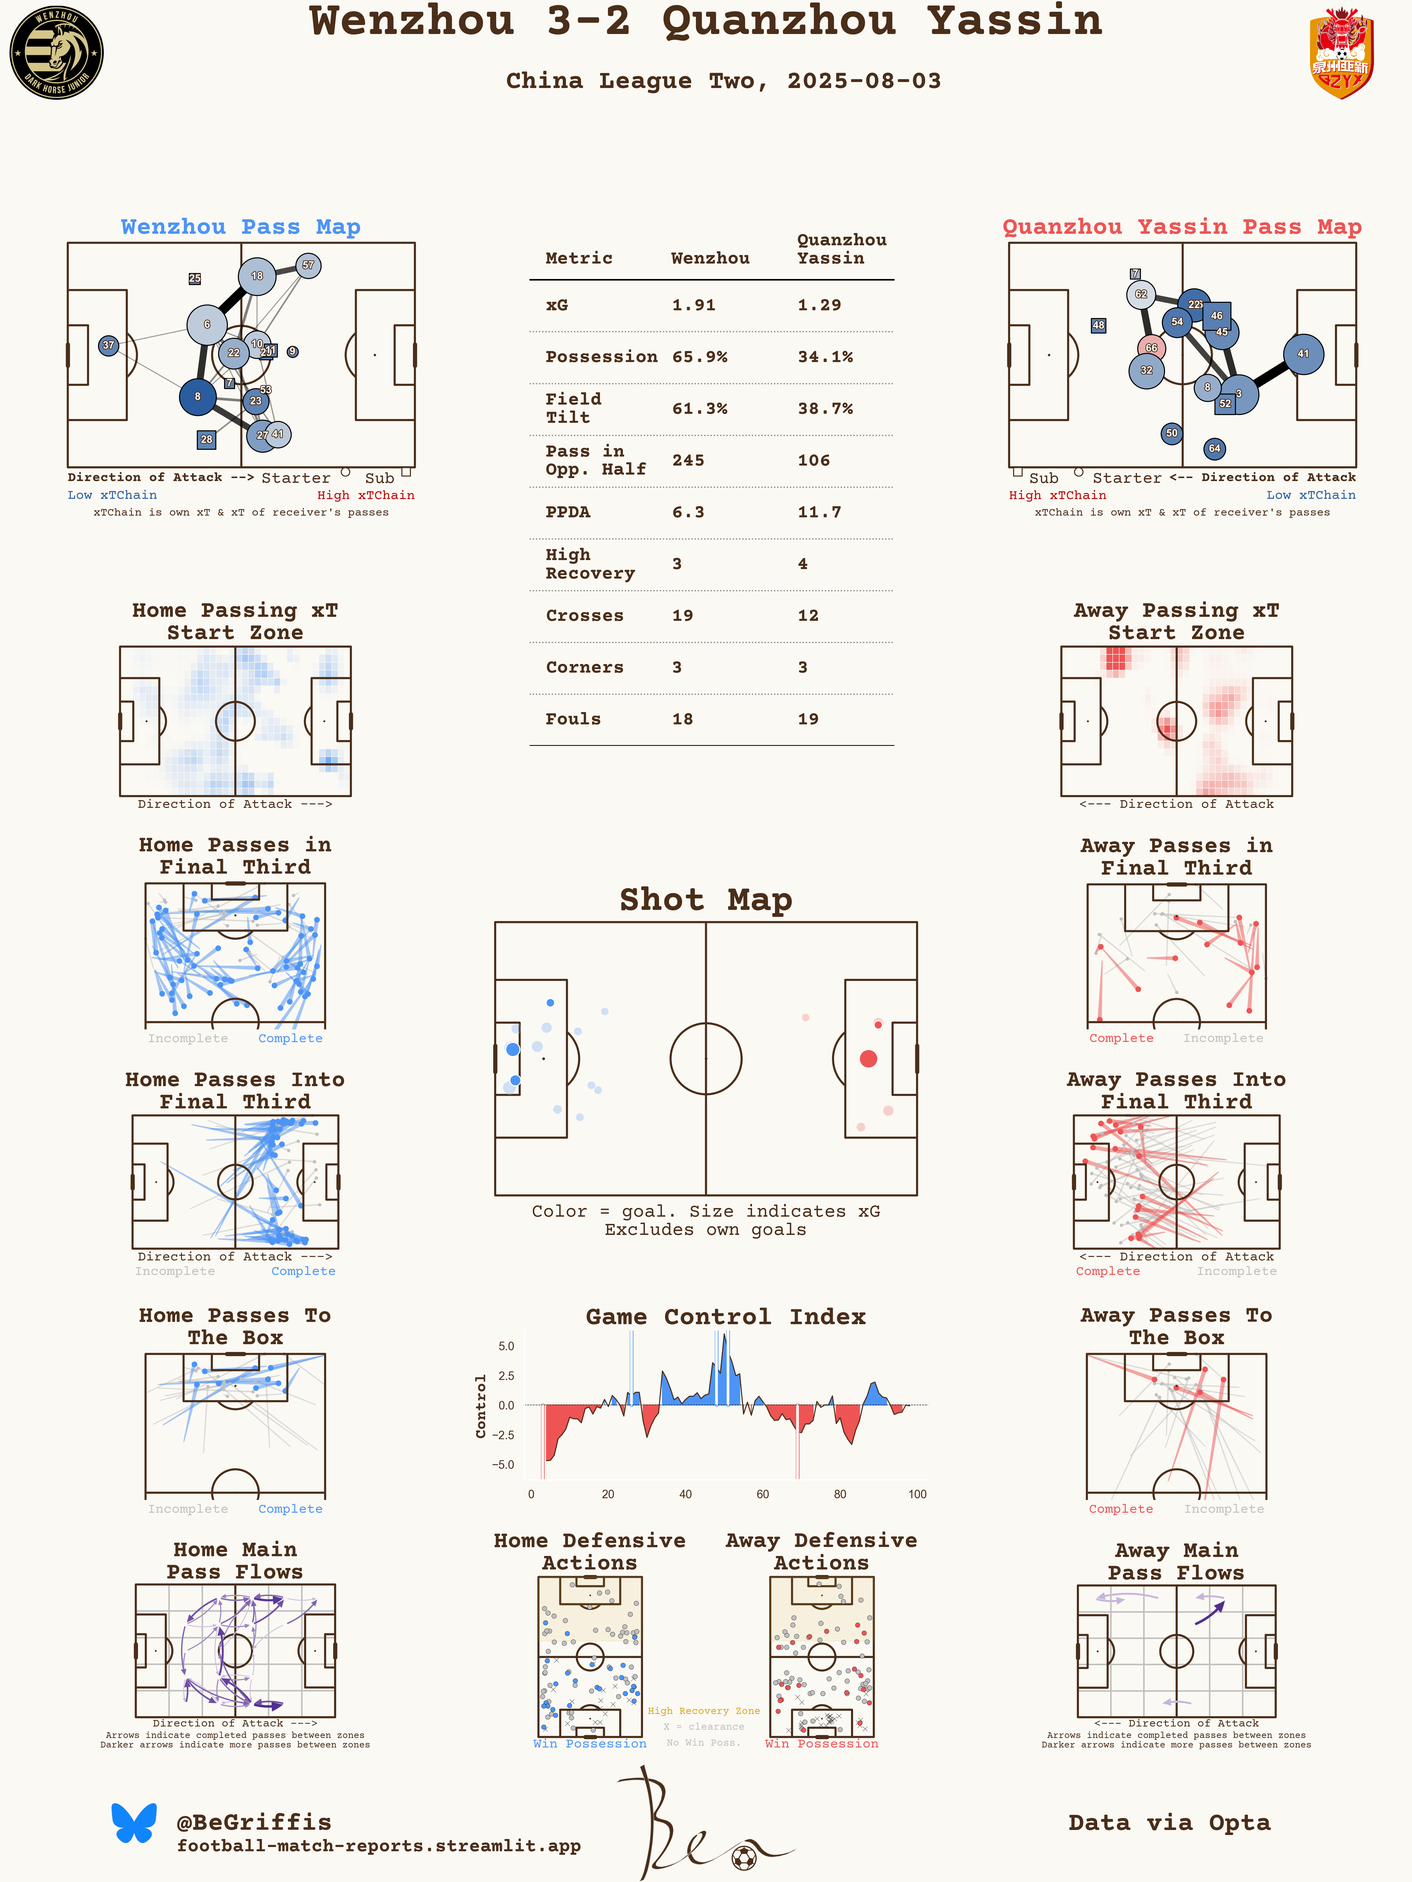 Wenzhou 3-2 Quanzhou Yassin
China League Two, 2025-08-03
WENZHOU
DARK HORSE JUNIOR
泉州亞新
QZYX
Wenzhou Pass Map
25
18
57
6
37
22
10
11
9
7
53
8
23
28
27
41
Direction of Attack --> Starter Sub
Low xTChain High xTChain
xTChain is own xT & xT of receiver's passes
Metric Wenzhou Quanzhou Yassin
xG 1.91 1.29
Possession 65.9% 34.1%
Field Tilt 61.3% 38.7%
Pass in Opp. Half 245 106
PPDA 6.3 11.7
High Recovery 3 4
Crosses 19 12
Corners 3 3
Fouls 18 19
Quanzhou Yassin Pass Map
7
62
22
46
48
54
45
66
41
32
8
3
52
50
64
Sub Starter <-- Direction of Attack
High xTChain Low xTChain
xTChain is own xT & xT of receiver's passes
Home Passing xT
Start Zone
Direction of Attack --->
Away Passing xT
Start Zone
<--- Direction of Attack
Home Passes in
Final Third
Incomplete Complete
Away Passes in
Final Third
Complete Incomplete
Shot Map
Color = goal. Size indicates xG
Excludes own goals
Home Passes Into
Final Third
Direction of Attack --->
Incomplete Complete
Away Passes Into
Final Third
<--- Direction of Attack
Complete Incomplete
Home Passes To
The Box
Incomplete Complete
Game Control Index
Control
5.0
2.5
0.0
−2.5
−5.0
0 20 40 60 80 100
Away Passes To
The Box
Complete Incomplete
Home Main
Pass Flows
Direction of Attack --->
Arrows indicate completed passes between zones
Darker arrows indicate more passes between zones
Home Defensive
Actions
Win Possession
Away Defensive
Actions
Win Possession
High Recovery Zone
X = clearance
No Win Poss.
Away Main
Pass Flows
<--- Direction of Attack
Arrows indicate completed passes between zones
Darker arrows indicate more passes between zones
@BeGriffis
football-match-reports.streamlit.app
Ben
Data via Opta